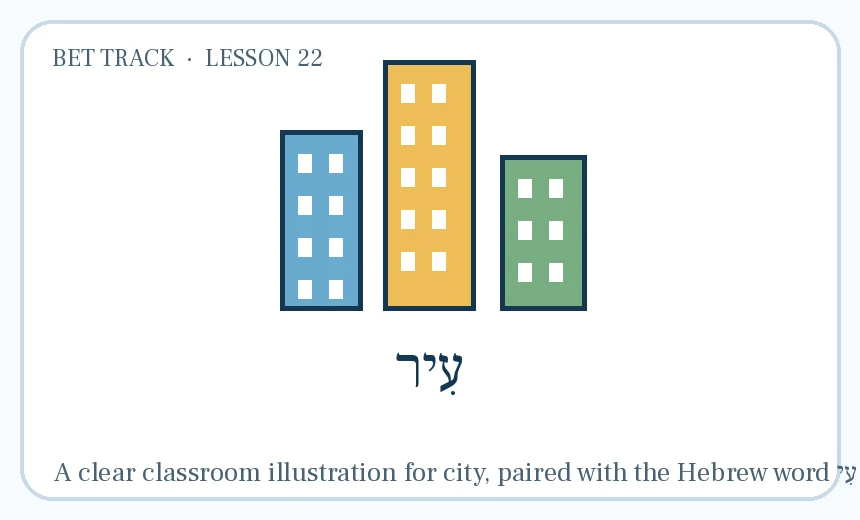 BET TRACK · LESSON 22
עִיר
A clear classroom illustration for city, paired with the Hebrew word עִי